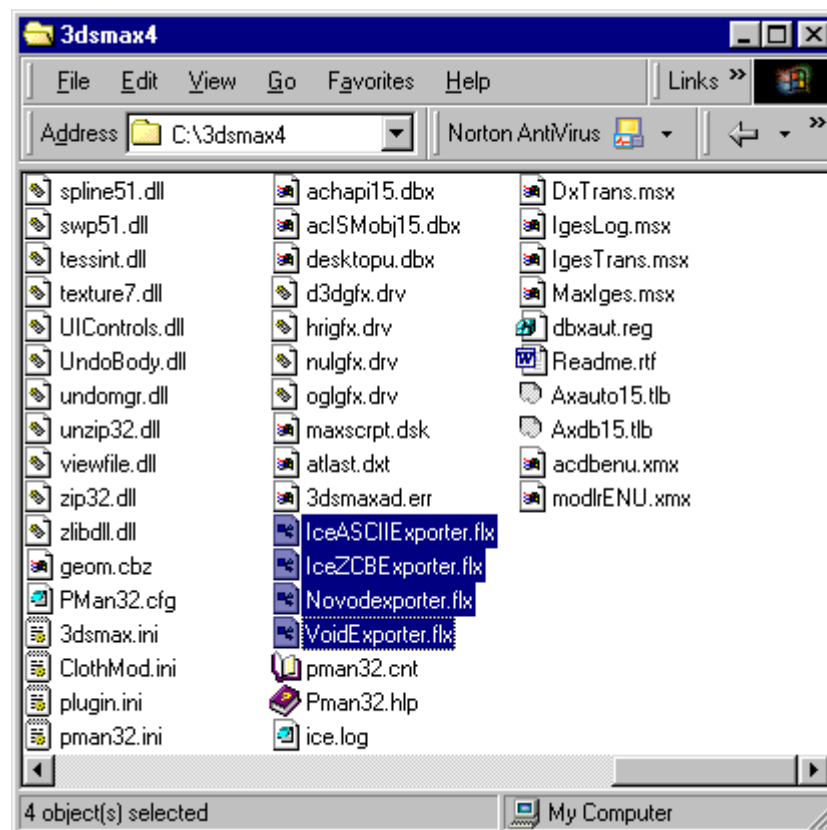 3dsmax4
File Edit View Go Favorites Help Links »
Address C:\3dsmax4 Norton AntiVirus »
spline51.dll achapi15.dbx DxTrans.msx
swp51.dll acISMobj15.dbx IgesLog.msx
tessint.dll desktopu.dbx IgesTrans.msx
texture7.dll d3dgfx.drv MaxIges.msx
UIControls.dll hrigfx.drv dbxaut.reg
UndoBody.dll nulgfx.drv Readme.rtf
undomgr.dll oglgfx.drv Axauto15.tlb
unzip32.dll maxscrpt.dsk Axdb15.tlb
viewfile.dll atlast.dxt acdbenu.xmx
zip32.dll 3dsmaxad.err modlrENU.xmx
zlibdll.dll IceASCIIExporter.flx
geom.cbz IceZCBExporter.flx
PMan32.cfg Novodexporter.flx
3dsmax.ini VoidExporter.flx
ClothMod.ini pman32.cnt
plugin.ini Pman32.hlp
pman32.ini ice.log
4 object(s) selected My Computer